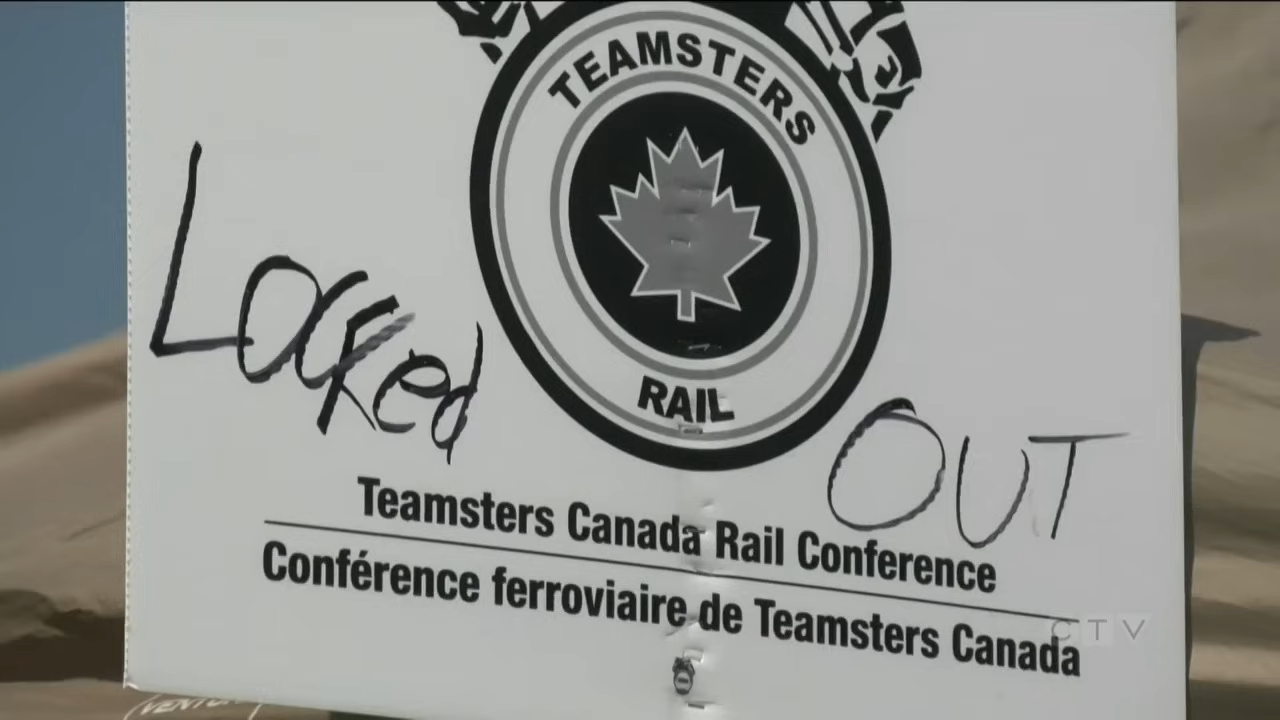 TEAMSTERS
RAIL
LOCKed OUT
Teamsters Canada Rail Conference
Conférence ferroviaire de Teamsters Canada
CTV